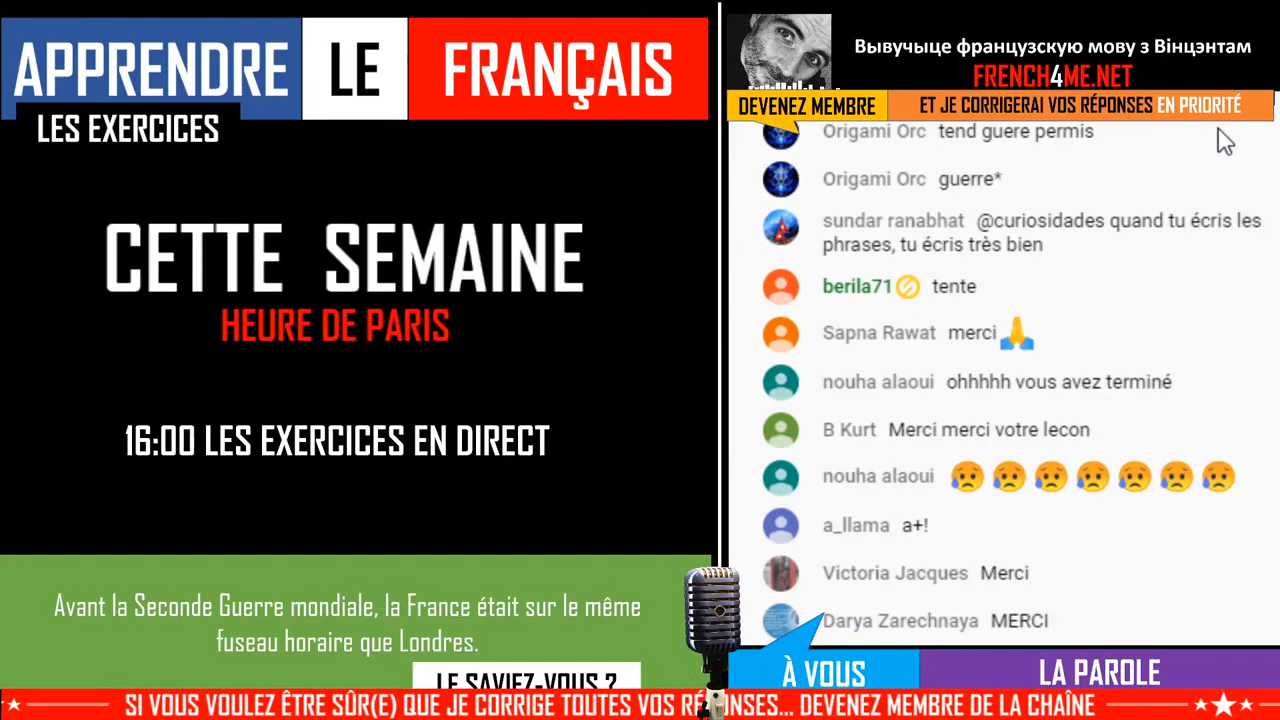 APPRENDRE LE FRANÇAIS
LES EXERCICES
CETTE SEMAINE
HEURE DE PARIS
16:00 LES EXERCICES EN DIRECT
Avant la Seconde Guerre mondiale, la France était sur le même
fuseau horaire que Londres.
LE SAVIEZ-VOUS ?
Вывучыце французскую мову з Вінцэнтам
FRENCH4ME.NET
DEVENEZ MEMBRE
ET JE CORRIGERAI VOS RÉPONSES EN PRIORITÉ
Origami Orc tend guere permis
Origami Orc guerre*
sundar ranabhat @curiosidades quand tu écris les
phrases, tu écris très bien
berila71 tente
Sapna Rawat merci
nouha alaoui ohhhhh vous avez terminé
B Kurt Merci merci votre lecon
nouha alaoui
a_llama a+!
Victoria Jacques Merci
Darya Zarechnaya MERCI
À VOUS
LA PAROLE
SI VOUS VOULEZ ÊTRE SÛR(E) QUE JE CORRIGE TOUTES VOS RÉPONSES... DEVENEZ MEMBRE DE LA CHAÎNE